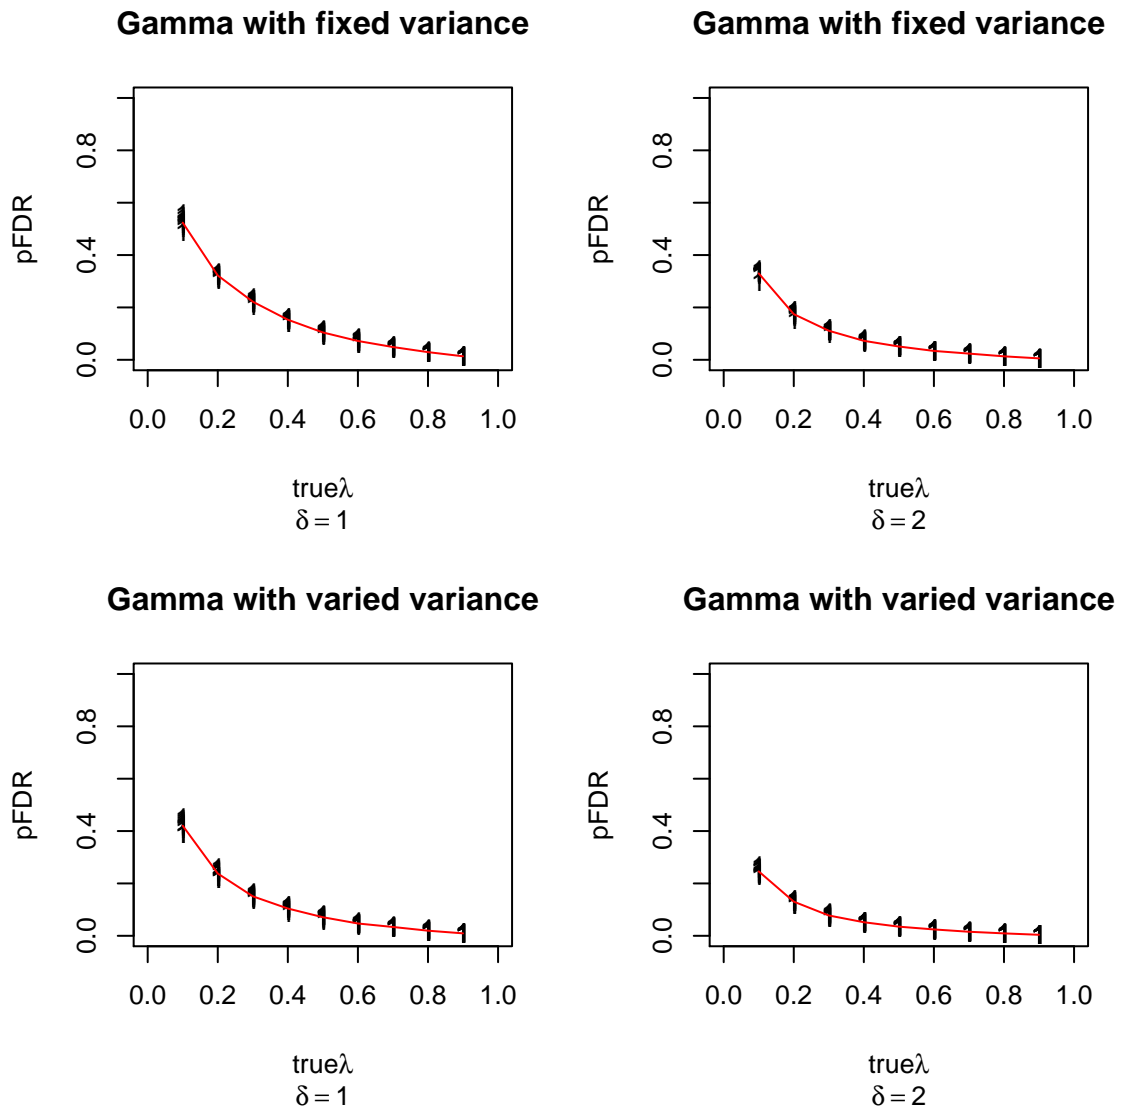 Gamma with fixed variance
pFDR
0.0 0.4 0.8
0.0 0.2 0.4 0.6 0.8 1.0
trueλ
δ = 1
Gamma with fixed variance
pFDR
0.0 0.4 0.8
0.0 0.2 0.4 0.6 0.8 1.0
trueλ
δ = 2
Gamma with varied variance
pFDR
0.0 0.4 0.8
0.0 0.2 0.4 0.6 0.8 1.0
trueλ
δ = 1
Gamma with varied variance
pFDR
0.0 0.4 0.8
0.0 0.2 0.4 0.6 0.8 1.0
trueλ
δ = 2